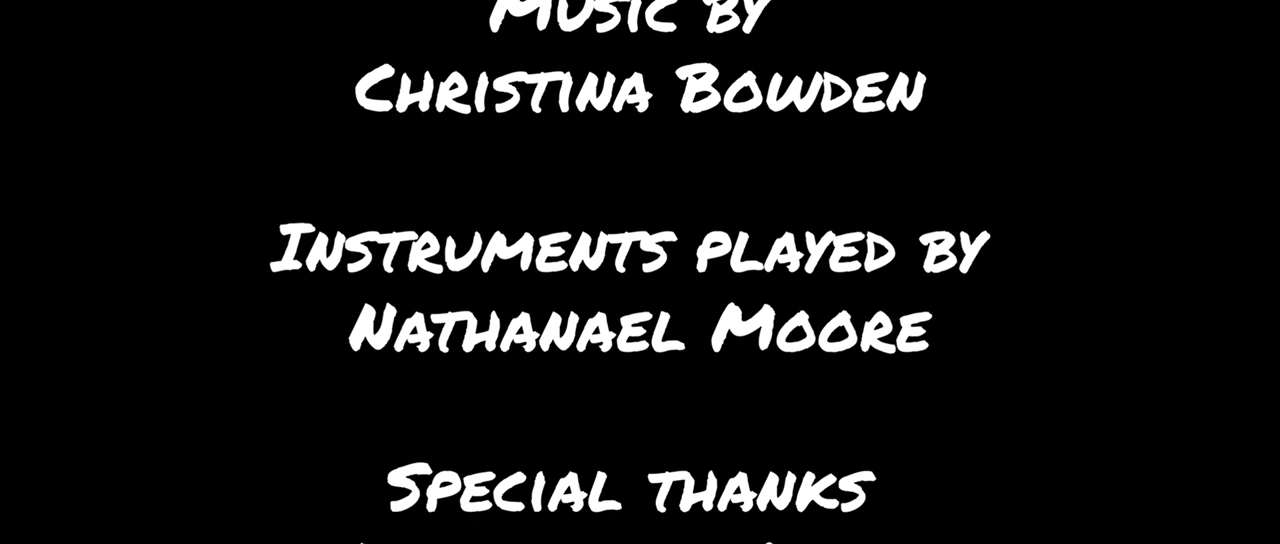 Music by
Christina Bowden
Instruments played by
Nathanael Moore
Special thanks